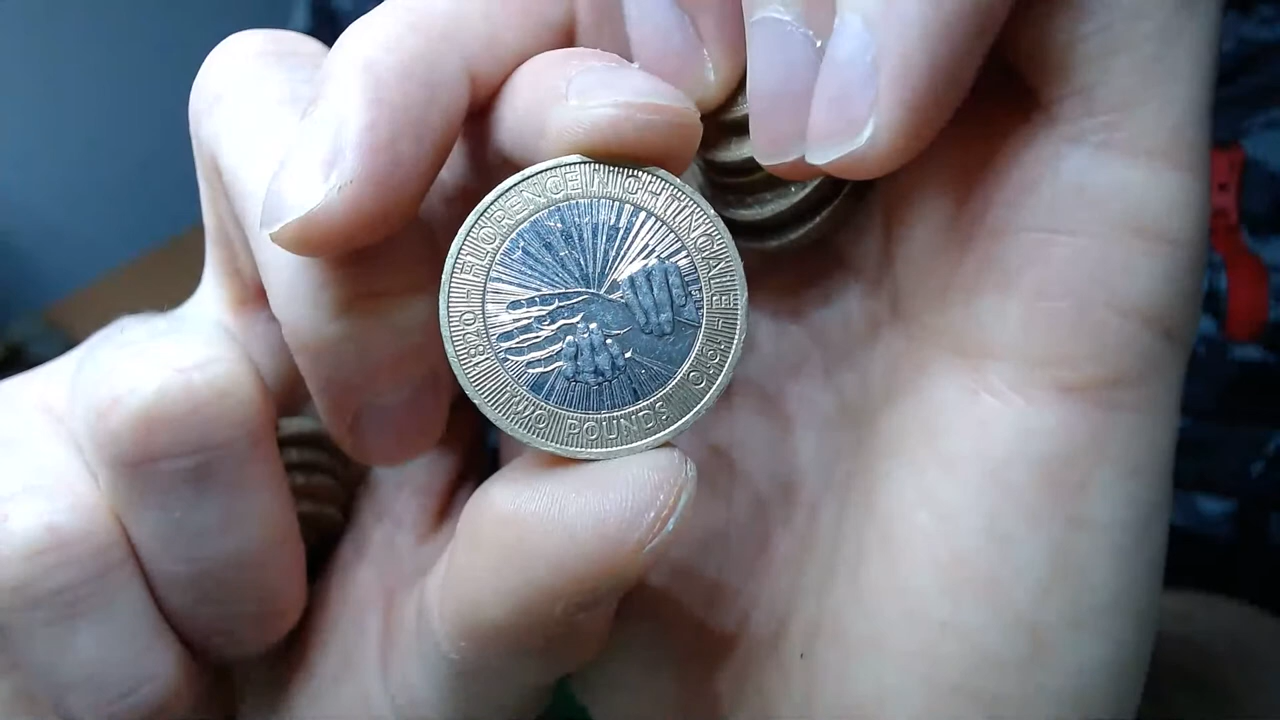 1820 – FLORENCE NIGHTINGALE – 1910
TWO POUNDS